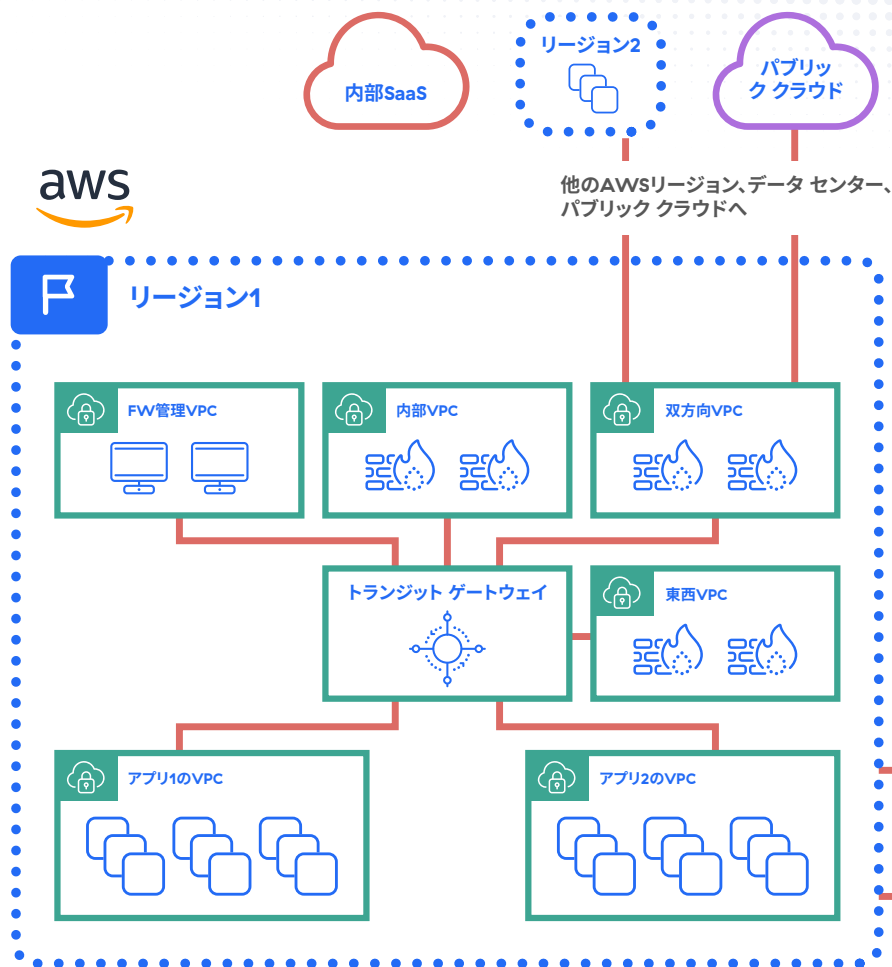 内部SaaS
リージョン2
パブリッ
ク クラウド
aws
他のAWSリージョン、データ センター、
パブリック クラウドへ
リージョン1
FW管理VPC
内部VPC
双方向VPC
トランジット ゲートウェイ
東西VPC
アプリ1のVPC
アプリ2のVPC